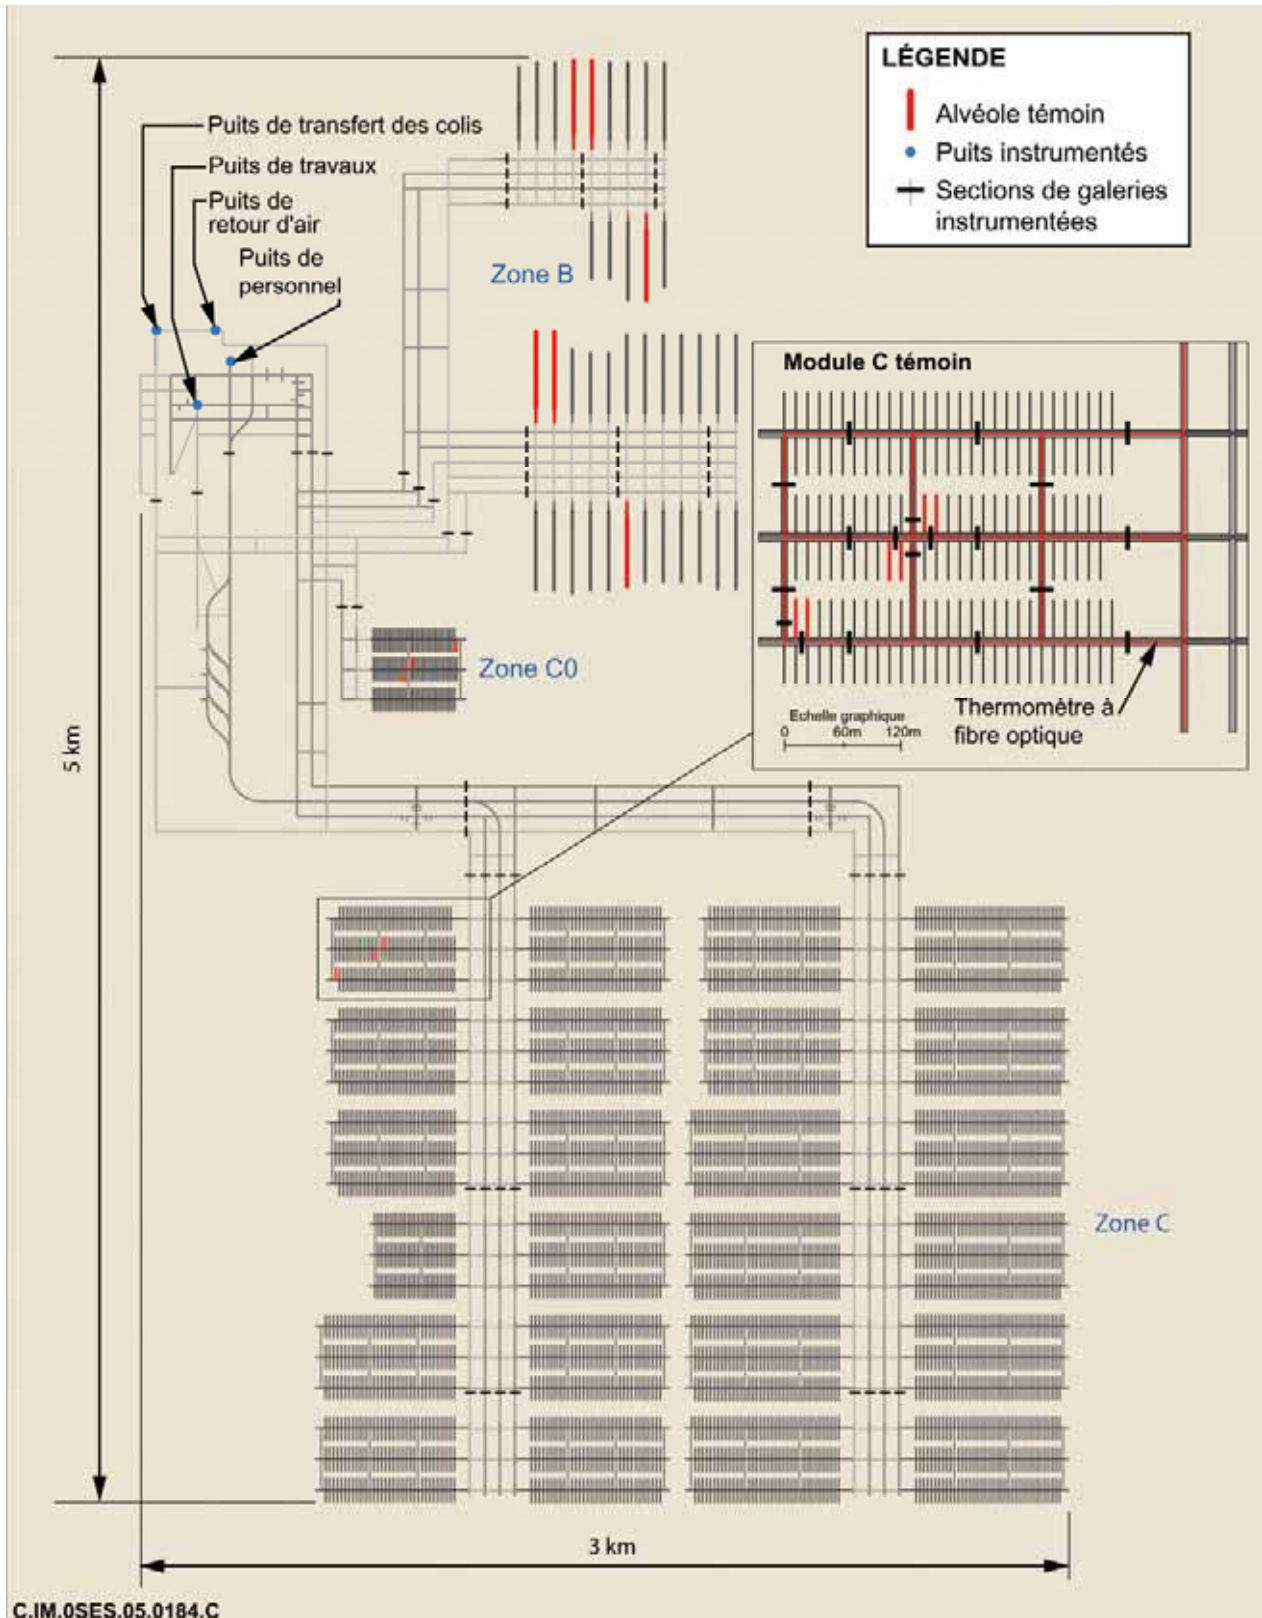 LÉGENDE
Alvéole témoin
Puits instrumentés
Sections de galeries
instrumentées
Puits de transfert des colis
Puits de travaux
Puits de
retour d'air
Puits de
personnel
Zone B
Module C témoin
Echelle graphique
0 60m 120m
Thermomètre à
fibre optique
Zone C0
5 km
Zone C
3 km
C.IM.0SES.05.0184.C